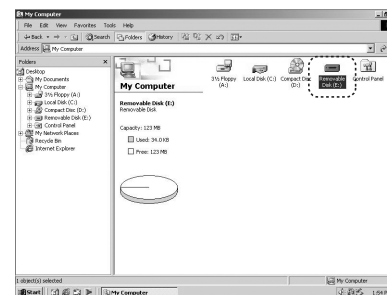 My Computer
File Edit View Favorites Tools Help
Back Search Folders History
Address My Computer
Folders
Desktop
My Documents
My Computer
3½ Floppy (A:)
Local Disk (C:)
Compact Disc (D:)
Removable Disk (E:)
Control Panel
My Network Places
Recycle Bin
Internet Explorer
My Computer
Removable Disk (E:)
Removable Disk
Capacity: 123 MB
Used: 34.0 KB
Free: 123 MB
3½ Floppy (A:)
Local Disk (C:)
Compact Disc (D:)
Removable Disk (E:)
Control Panel
1 object(s) selected
My Computer
Start
My Computer